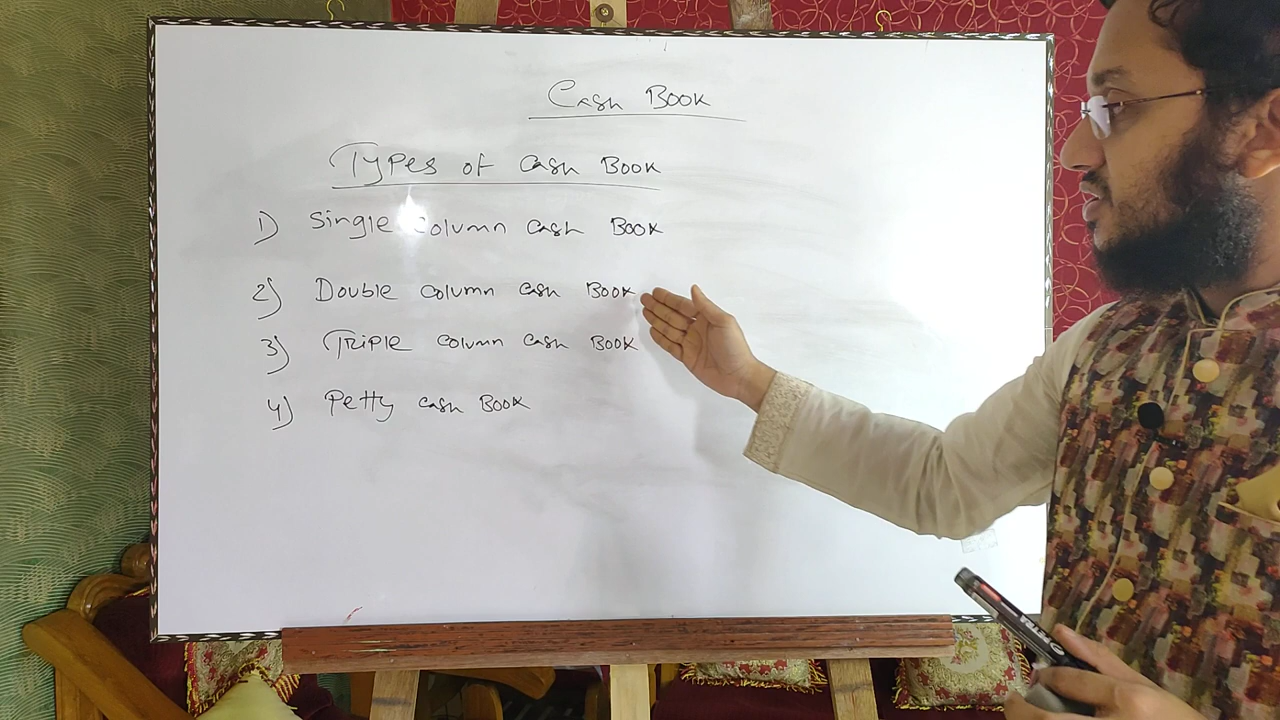 Cash Book
Types of Cash Book
1) Single Column Cash Book
2) Double Column Cash Book
3) Triple Column Cash Book
4) Petty Cash Book